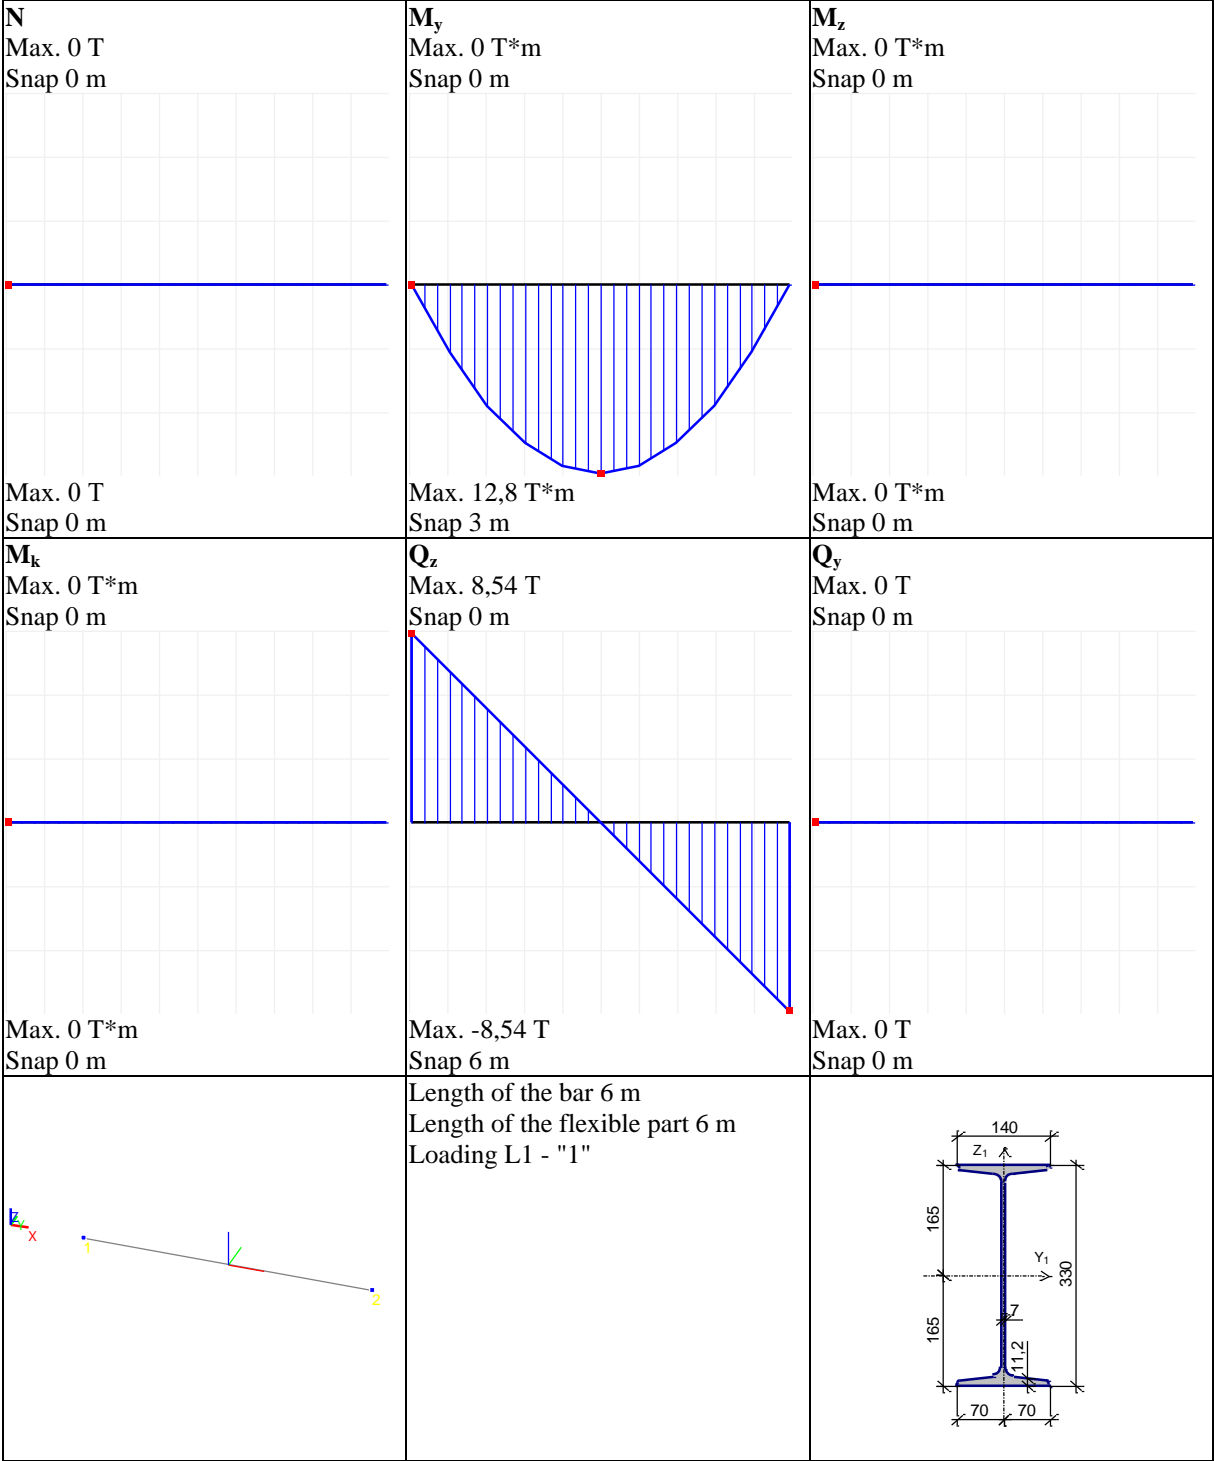 N
Max. 0 T
Snap 0 m
Max. 0 T
Snap 0 m
My
Max. 0 T*m
Snap 0 m
Max. 12,8 T*m
Snap 3 m
Mz
Max. 0 T*m
Snap 0 m
Max. 0 T*m
Snap 0 m
Mk
Max. 0 T*m
Snap 0 m
Max. 0 T*m
Snap 0 m
Qz
Max. 8,54 T
Snap 0 m
Max. -8,54 T
Snap 6 m
Qy
Max. 0 T
Snap 0 m
Max. 0 T
Snap 0 m
Z
Y
X
1
2
Length of the bar 6 m
Length of the flexible part 6 m
Loading L1 - "1"
140
Z1
165
Y1
330
165
7
11,2
70
70